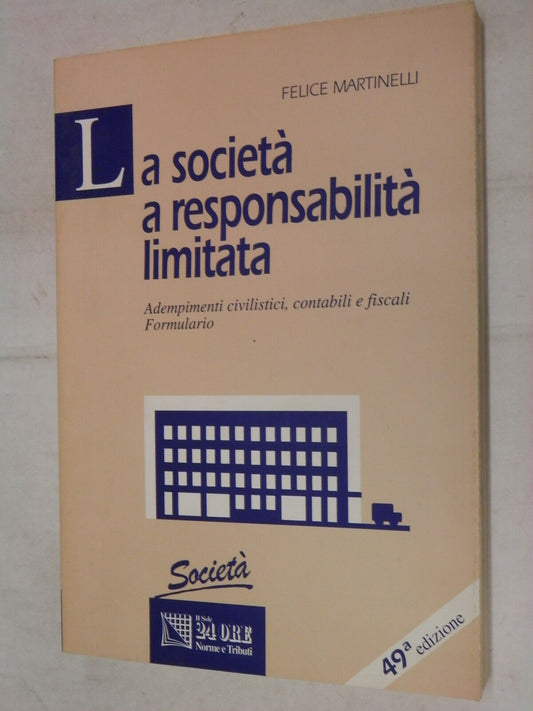 FELICE MARTINELLI
La società
a responsabilità
limitata
Adempimenti civilistici, contabili e fiscali
Formulario
Società
Il Sole
24 ORE
Norme e Tributi
49ª edizione